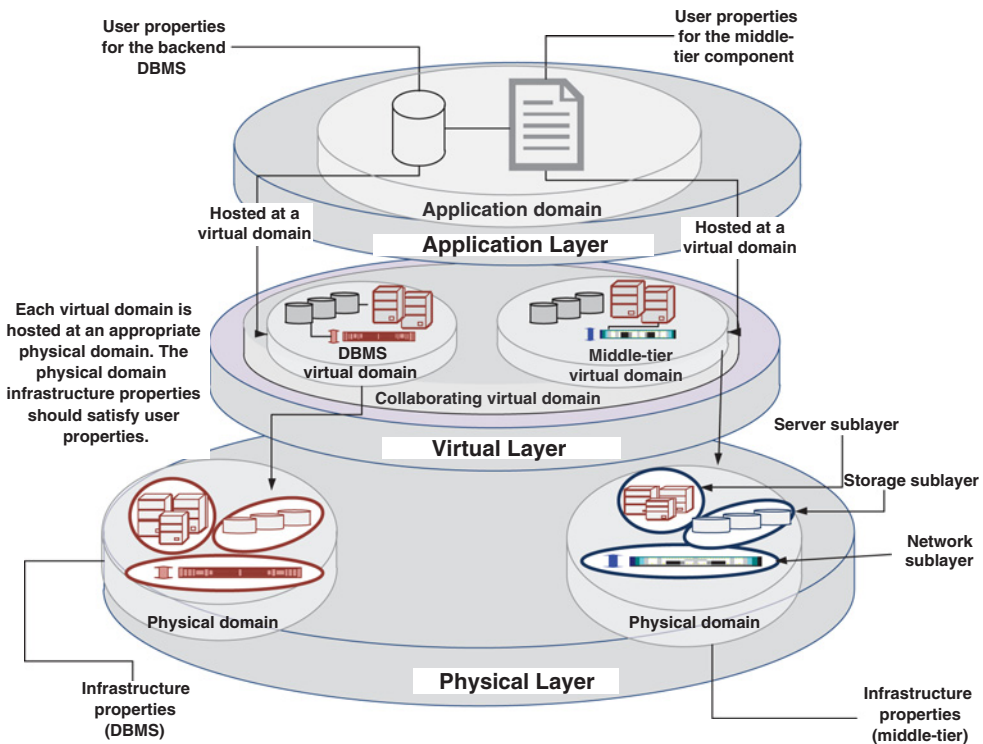 User properties
for the backend
DBMS
User properties
for the middle-
tier component
Application domain
Application Layer
Hosted at a
virtual domain
Hosted at a
virtual domain
Each virtual domain is
hosted at an appropriate
physical domain. The
physical domain
infrastructure properties
should satisfy user
properties.
DBMS
virtual domain
Middle-tier
virtual domain
Collaborating virtual domain
Virtual Layer
Server sublayer
Storage sublayer
Network
sublayer
Physical domain
Physical domain
Physical Layer
Infrastructure
properties
(DBMS)
Infrastructure
properties
(middle-tier)